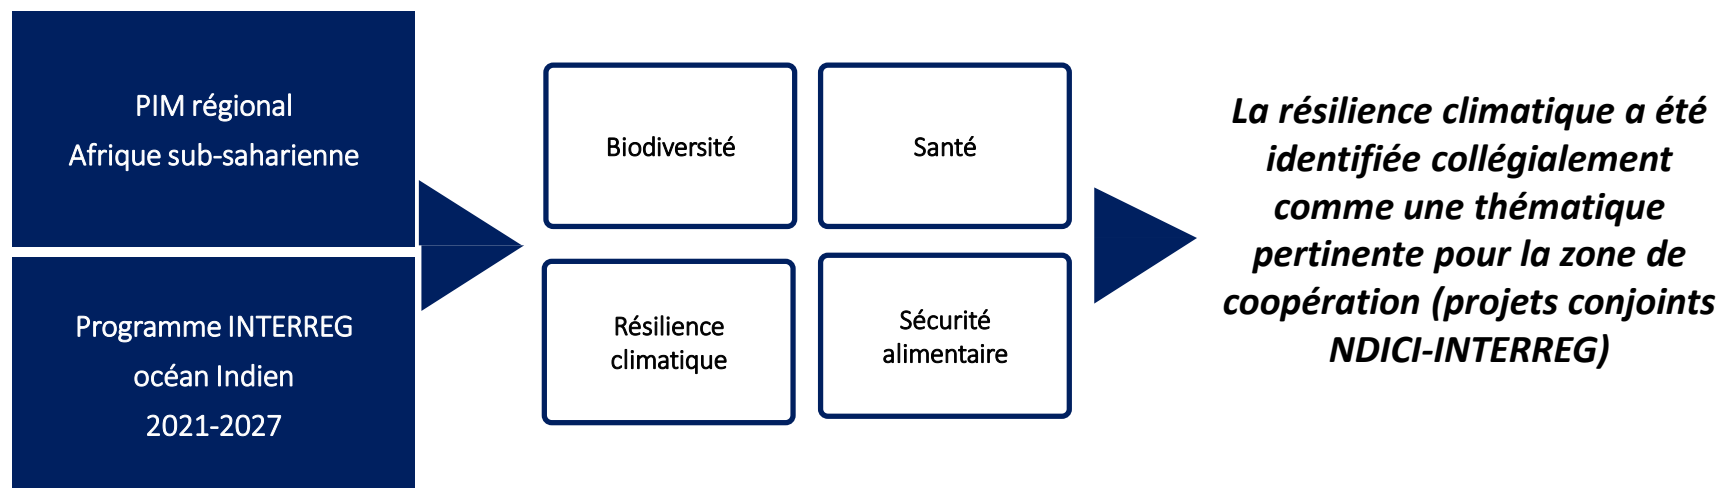 PIM régional
Afrique sub-saharienne
Programme INTERREG
océan Indien
2021-2027
Biodiversité
Santé
Résilience
climatique
Sécurité
alimentaire
La résilience climatique a été
identifiée collégialement
comme une thématique
pertinente pour la zone de
coopération (projets conjoints
NDICI-INTERREG)